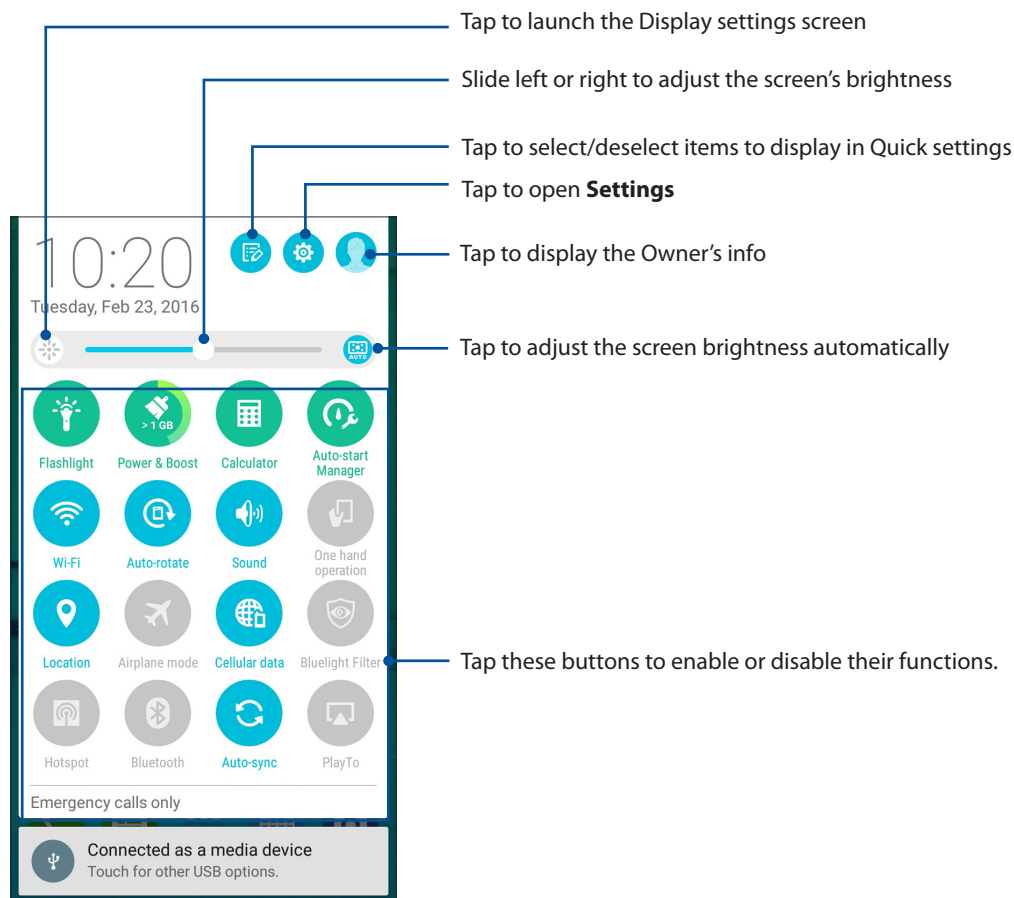 Tap to launch the Display settings screen
Slide left or right to adjust the screen’s brightness
Tap to select/deselect items to display in Quick settings
Tap to open Settings
10:20
Tap to display the Owner’s info
Tuesday, Feb 23, 2016
AUTO
Tap to adjust the screen brightness automatically
> 1 GB
Flashlight
Power & Boost
Calculator
Auto-start
Manager
Wi-Fi
Auto-rotate
Sound
One hand
operation
Location
Airplane mode
Cellular data
Bluelight Filter
Tap these buttons to enable or disable their functions.
Hotspot
Bluetooth
Auto-sync
PlayTo
Emergency calls only
Connected as a media device
Touch for other USB options.